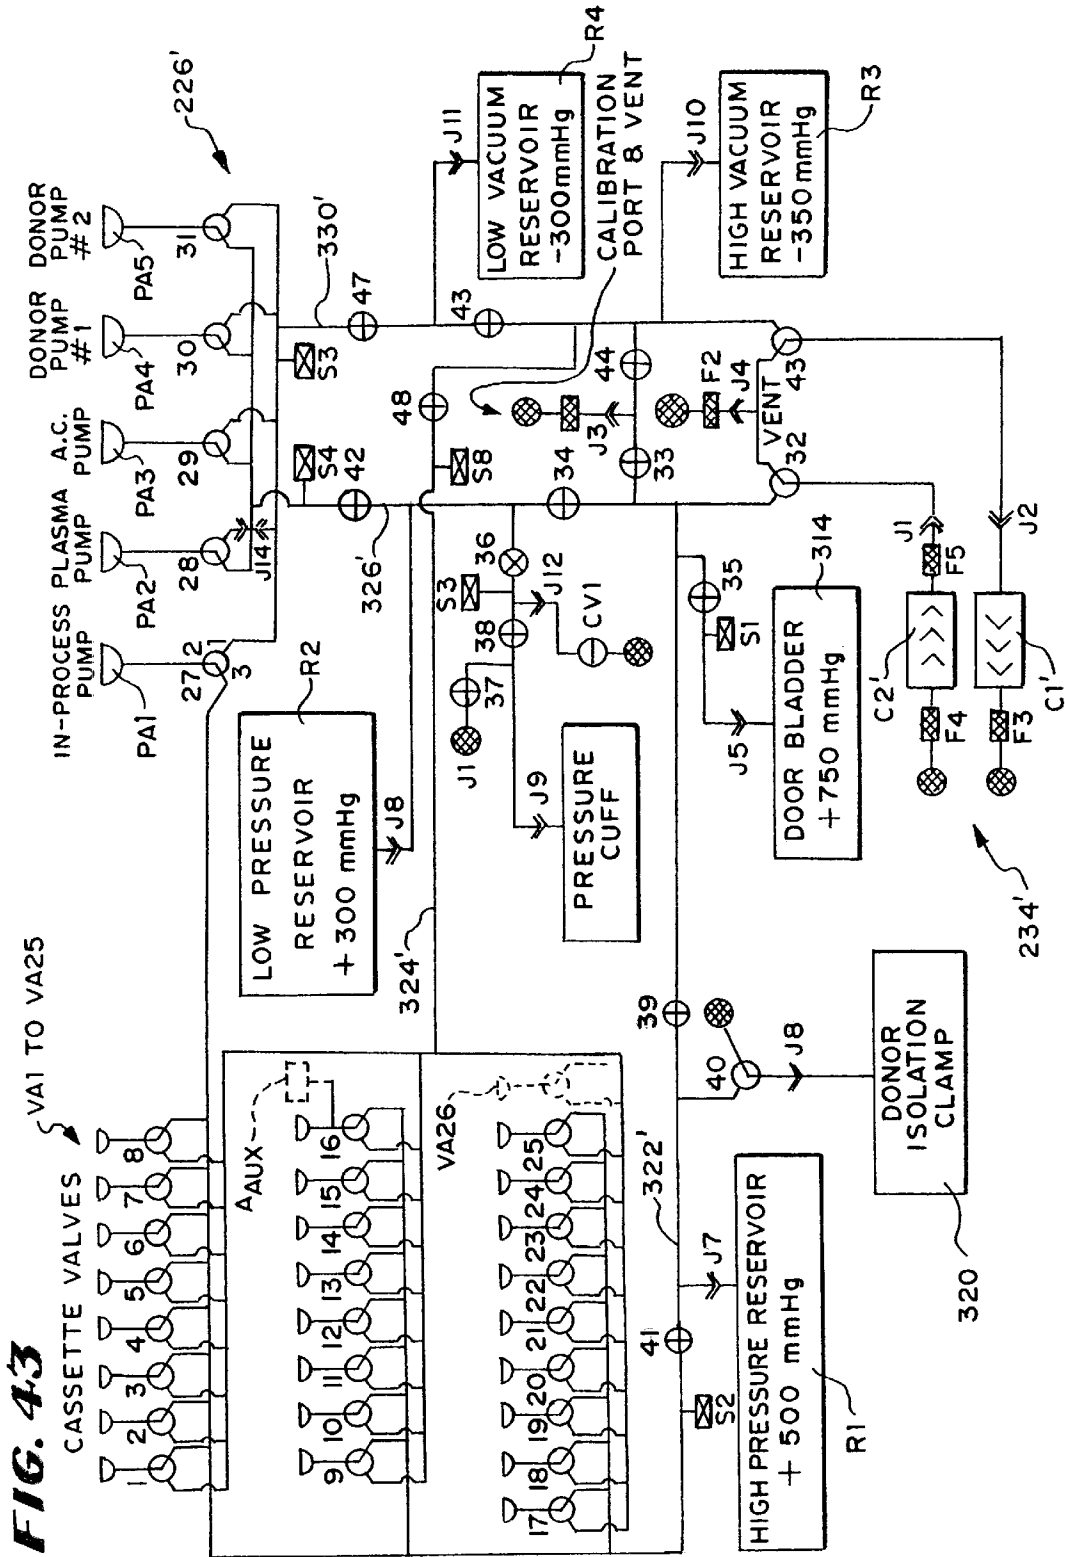 FIG. 43
CASSETTE VALVES
VA1 TO VA25
1
2
3
4
5
6
7
8
AAUX
9
10
11
12
13
14
15
16
VA26
17
18
19
20
21
22
23
24
25
IN-PROCESS
PUMP
PLASMA
PUMP
A.C.
PUMP
DONOR
PUMP
#1
DONOR
PUMP
#2
PA1
PA2
PA3
PA4
PA5
226'
27
2
1
3
28
J14
29
30
31
S4
S3
330'
42
47
326'
R2
LOW PRESSURE
RESERVOIR
+300 mmHg
J8
324'
S8
48
43
J11
LOW VACUUM
RESERVOIR
-300mmHg
R4
CALIBRATION
PORT & VENT
36
S3
38
J12
CV1
37
J1
J9
PRESSURE
CUFF
34
33
J3
44
F2
J4
VENT
32
43
J10
HIGH VACUUM
RESERVOIR
-350mmHg
R3
35
S1
J5
DOOR BLADDER
+750 mmHg
314
J1
F5
C2'
F4
J2
C1'
F3
234'
39
40
J8
DONOR
ISOLATION
CLAMP
320
322'
41
S2
J7
HIGH PRESSURE RESERVOIR
+ 500 mmHg
R1